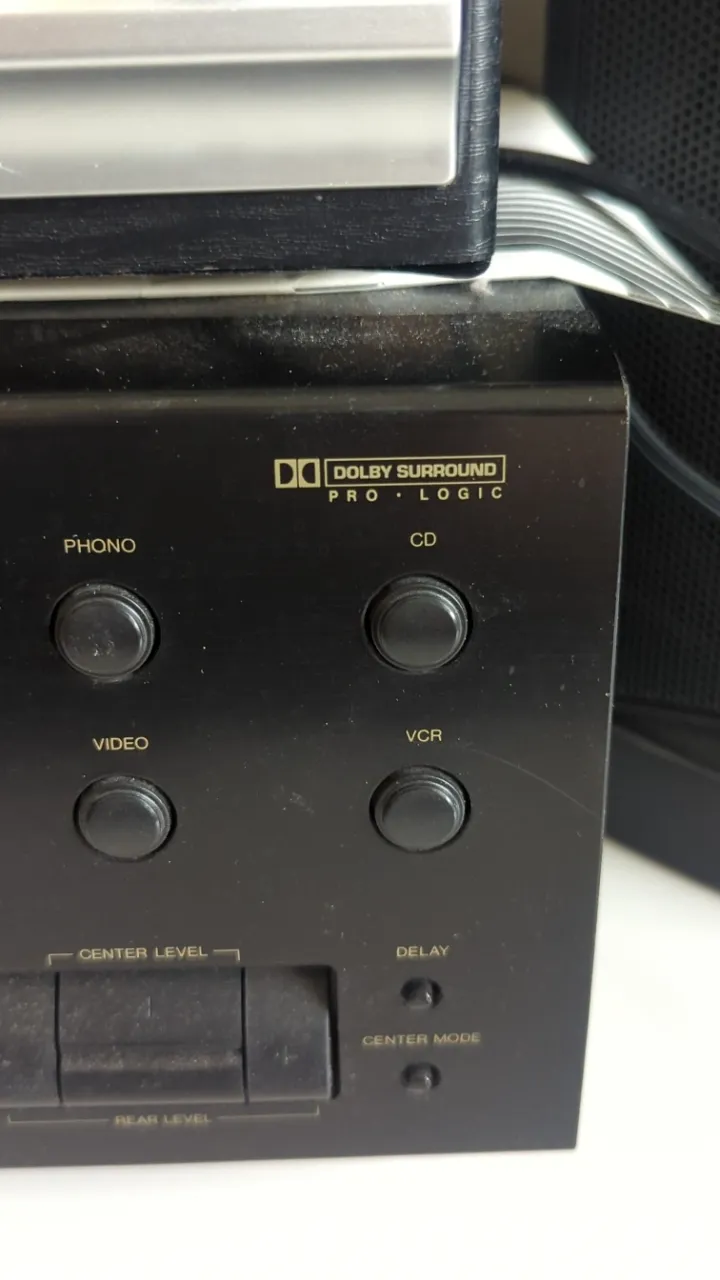 DOLBY SURROUND
PRO · LOGIC
PHONO
CD
VIDEO
VCR
CENTER LEVEL
DELAY
CENTER MODE
REAR LEVEL